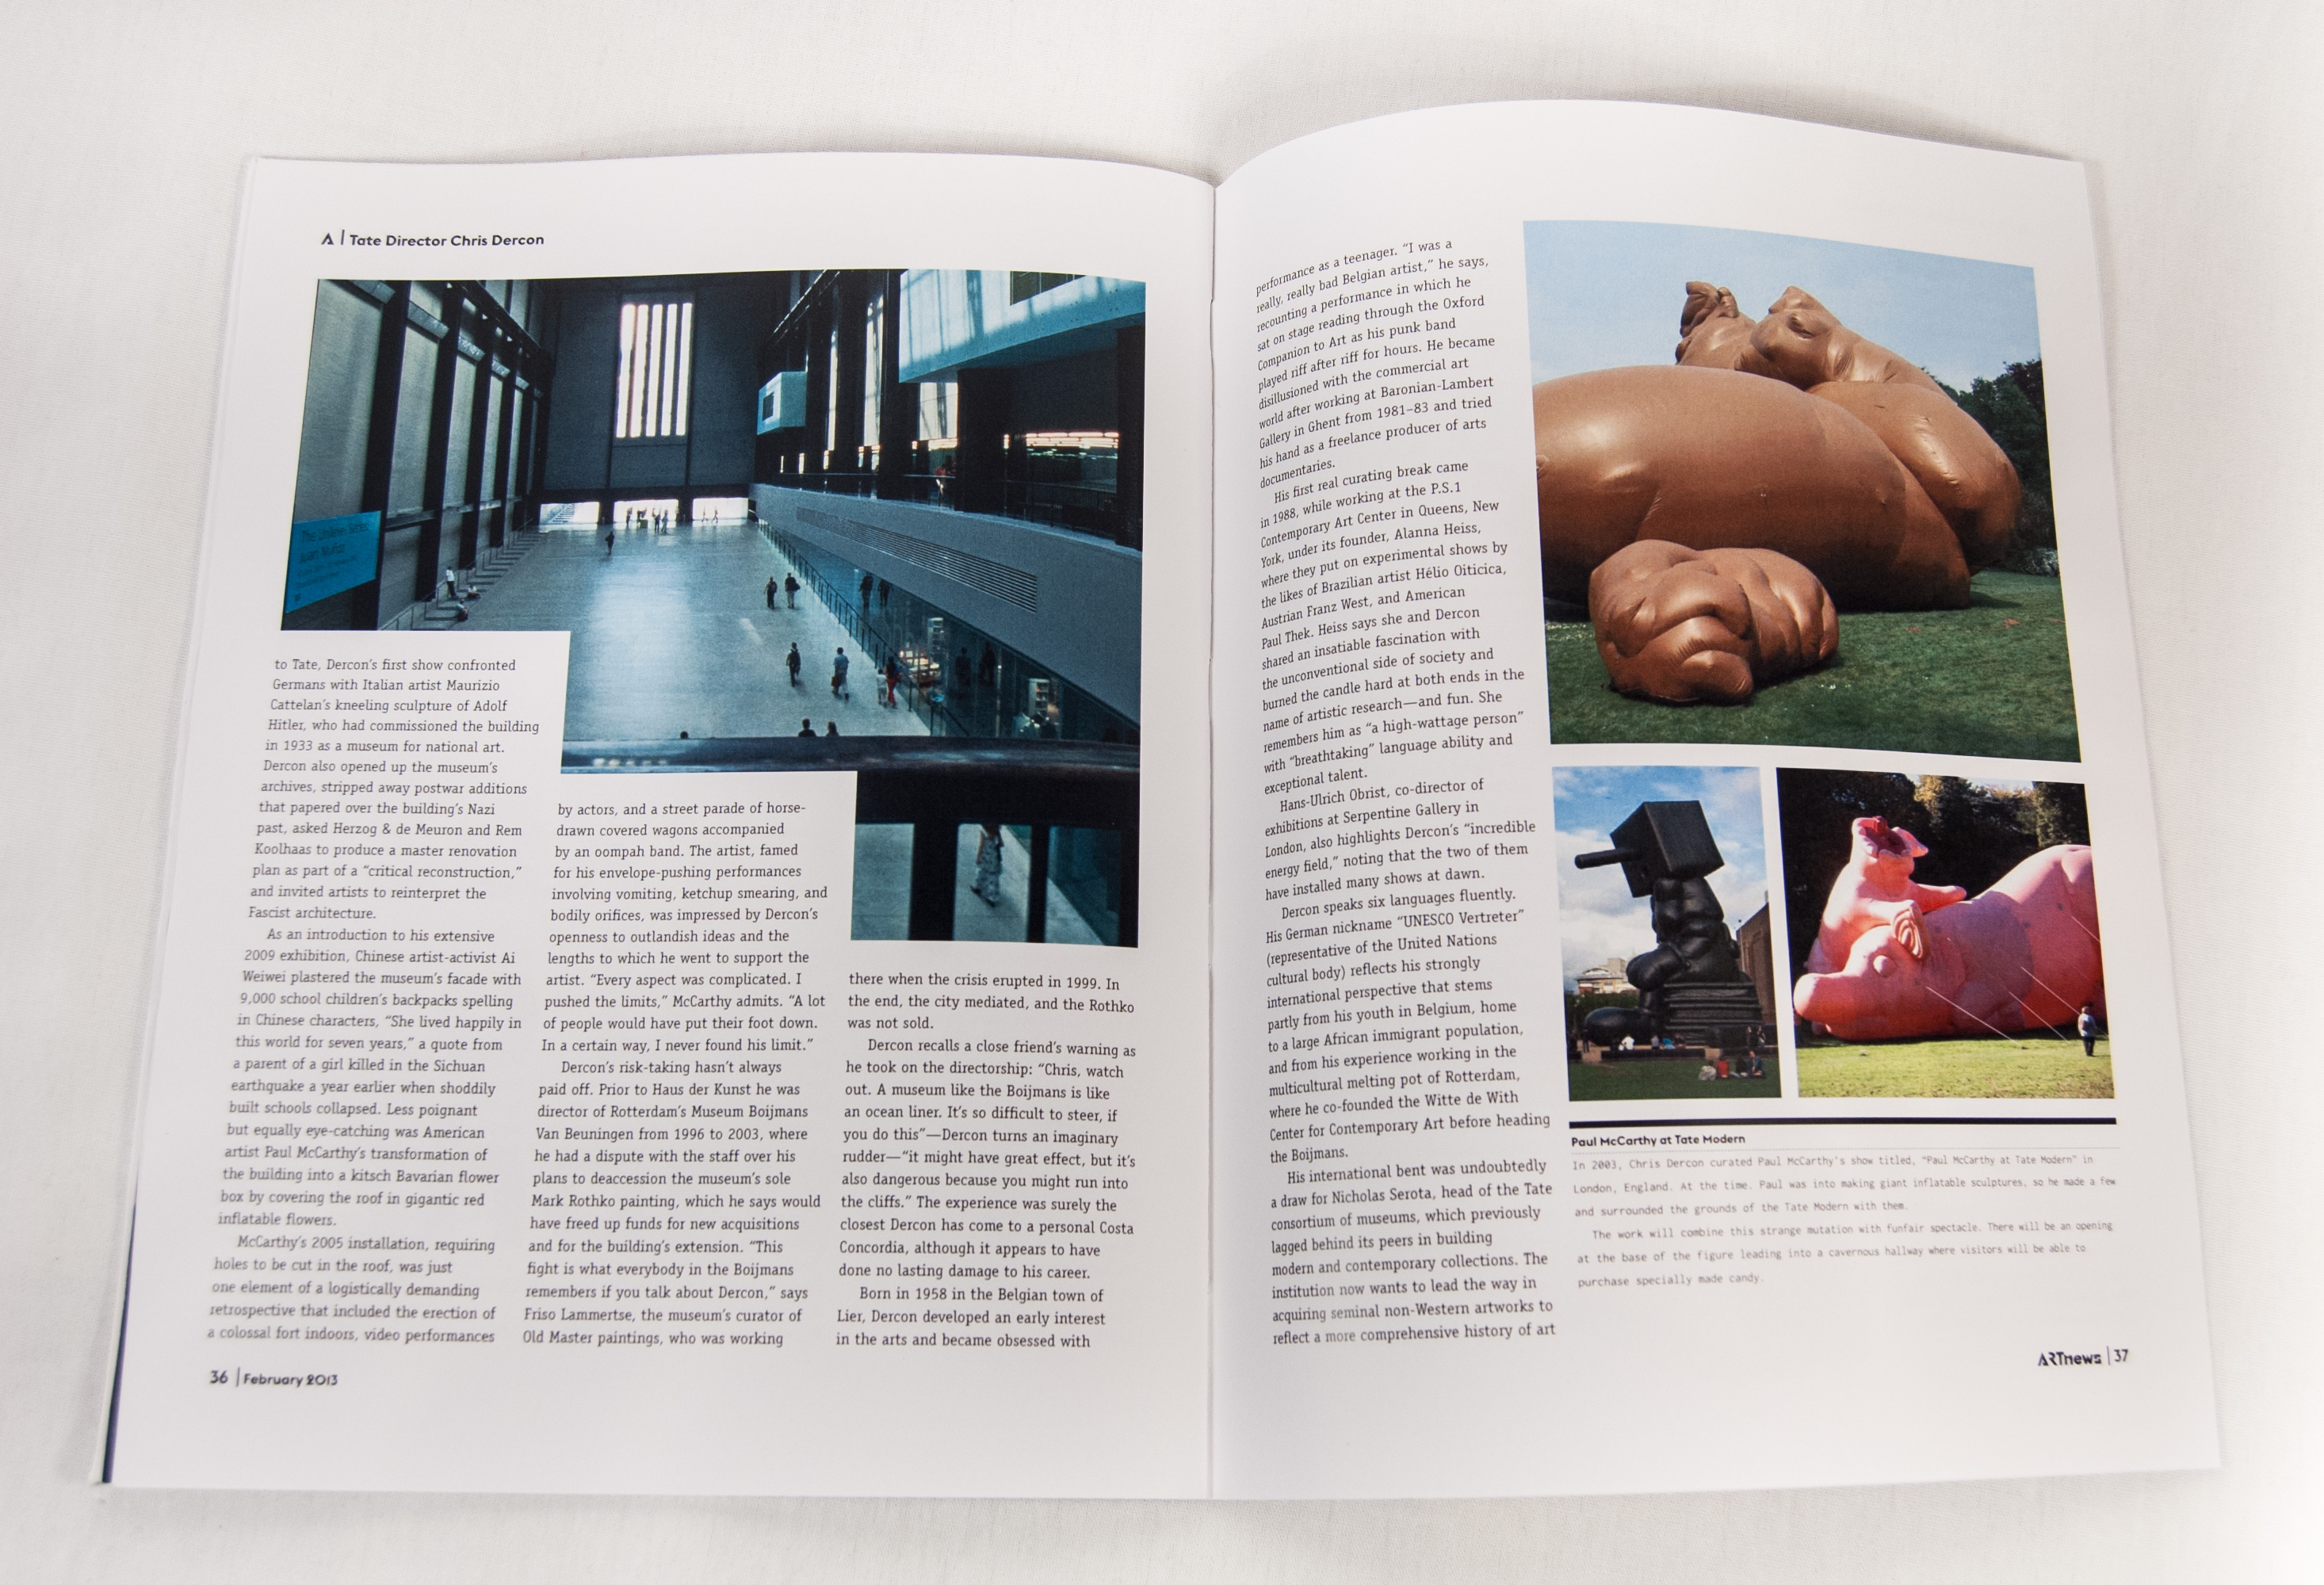 A | Tate Director Chris Dercon
The Unilever Series
Juan Muñoz
to Tate, Dercon's first show confronted
Germans with Italian artist Maurizio
Cattelan's kneeling sculpture of Adolf
Hitler, who had commissioned the building
in 1933 as a museum for national art.
Dercon also opened up the museum's
archives, stripped away postwar additions
that papered over the building's Nazi
past, asked Herzog & de Meuron and Rem
Koolhaas to produce a master renovation
plan as part of a “critical reconstruction,”
and invited artists to reinterpret the
Fascist architecture.
As an introduction to his extensive
2009 exhibition, Chinese artist-activist Ai
Weiwei plastered the museum's facade with
9,000 school children's backpacks spelling
in Chinese characters, “She lived happily in
this world for seven years,” a quote from
a parent of a girl killed in the Sichuan
earthquake a year earlier when shoddily
built schools collapsed. Less poignant
but equally eye-catching was American
artist Paul McCarthy's transformation of
the building into a kitsch Bavarian flower
box by covering the roof in gigantic red
inflatable flowers.
McCarthy's 2005 installation, requiring
holes to be cut in the roof, was just
one element of a logistically demanding
retrospective that included the erection of
a colossal fort indoors, video performances
by actors, and a street parade of horse-
drawn covered wagons accompanied
by an oompah band. The artist, famed
for his envelope-pushing performances
involving vomiting, ketchup smearing, and
bodily orifices, was impressed by Dercon's
openness to outlandish ideas and the
lengths to which he went to support the
artist. “Every aspect was complicated. I
pushed the limits,” McCarthy admits. “A lot
of people would have put their foot down.
In a certain way, I never found his limit.”
Dercon's risk-taking hasn't always
paid off. Prior to Haus der Kunst he was
director of Rotterdam's Museum Boijmans
Van Beuningen from 1996 to 2003, where
he had a dispute with the staff over his
plans to deaccession the museum's sole
Mark Rothko painting, which he says would
have freed up funds for new acquisitions
and for the building's extension. “This
fight is what everybody in the Boijmans
remembers if you talk about Dercon,” says
Friso Lammertse, the museum's curator of
Old Master paintings, who was working
there when the crisis erupted in 1999. In
the end, the city mediated, and the Rothko
was not sold.
Dercon recalls a close friend's warning as
he took on the directorship: “Chris, watch
out. A museum like the Boijmans is like
an ocean liner. It's so difficult to steer, if
you do this”—Dercon turns an imaginary
rudder—“it might have great effect, but it's
also dangerous because you might run into
the cliffs.” The experience was surely the
closest Dercon has come to a personal Costa
Concordia, although it appears to have
done no lasting damage to his career.
Born in 1958 in the Belgian town of
Lier, Dercon developed an early interest
in the arts and became obsessed with
36 | February 2013
performance as a teenager. “I was a
really, really bad Belgian artist,” he says,
recounting a performance in which he
sat on stage reading through the Oxford
Companion to Art as his punk band
played riff after riff for hours. He became
disillusioned with the commercial art
world after working at Baronian-Lambert
Gallery in Ghent from 1981–83 and tried
his hand as a freelance producer of arts
documentaries.
His first real curating break came
in 1988, while working at the P.S.1
Contemporary Art Center in Queens, New
York, under its founder, Alanna Heiss,
where they put on experimental shows by
the likes of Brazilian artist Hélio Oiticica,
Austrian Franz West, and American
Paul Thek. Heiss says she and Dercon
shared an insatiable fascination with
the unconventional side of society and
burned the candle hard at both ends in the
name of artistic research—and fun. She
remembers him as “a high-wattage person”
with “breathtaking” language ability and
exceptional talent.
Hans-Ulrich Obrist, co-director of
exhibitions at Serpentine Gallery in
London, also highlights Dercon's “incredible
energy field,” noting that the two of them
have installed many shows at dawn.
Dercon speaks six languages fluently.
His German nickname “UNESCO Vertreter”
(representative of the United Nations
cultural body) reflects his strongly
international perspective that stems
partly from his youth in Belgium, home
to a large African immigrant population,
and from his experience working in the
multicultural melting pot of Rotterdam,
where he co-founded the Witte de With
Center for Contemporary Art before heading
the Boijmans.
His international bent was undoubtedly
a draw for Nicholas Serota, head of the Tate
consortium of museums, which previously
lagged behind its peers in building
modern and contemporary collections. The
institution now wants to lead the way in
acquiring seminal non-Western artworks to
reflect a more comprehensive history of art
Paul McCarthy at Tate Modern
In 2003, Chris Dercon curated Paul McCarthy's show titled, “Paul McCarthy at Tate Modern” in
London, England. At the time, Paul was into making giant inflatable sculptures, so he made a few
and surrounded the grounds of the Tate Modern with them.
The work will combine this strange mutation with funfair spectacle. There will be an opening
at the base of the figure leading into a cavernous hallway where visitors will be able to
purchase specially made candy.
ARTnews | 37